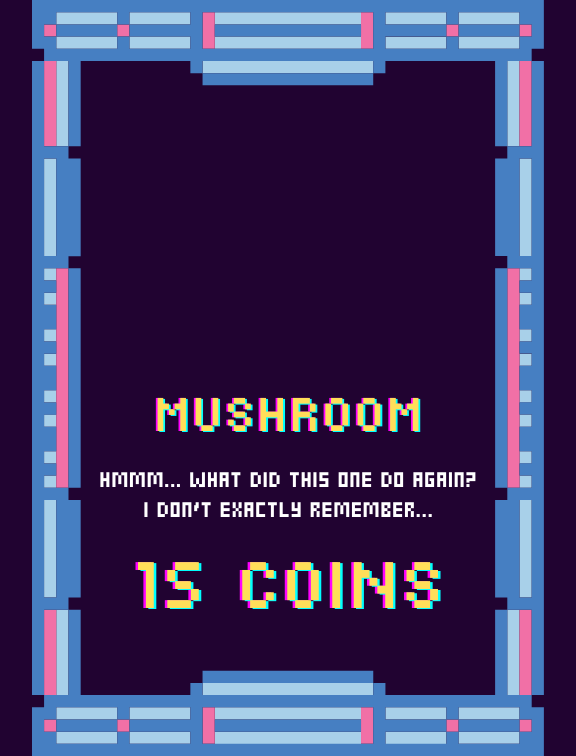 MUSHROOM
HMMM... WHAT DID THIS ONE DO AGAIN?
I DON'T EXACTLY REMEMBER...
15 COINS